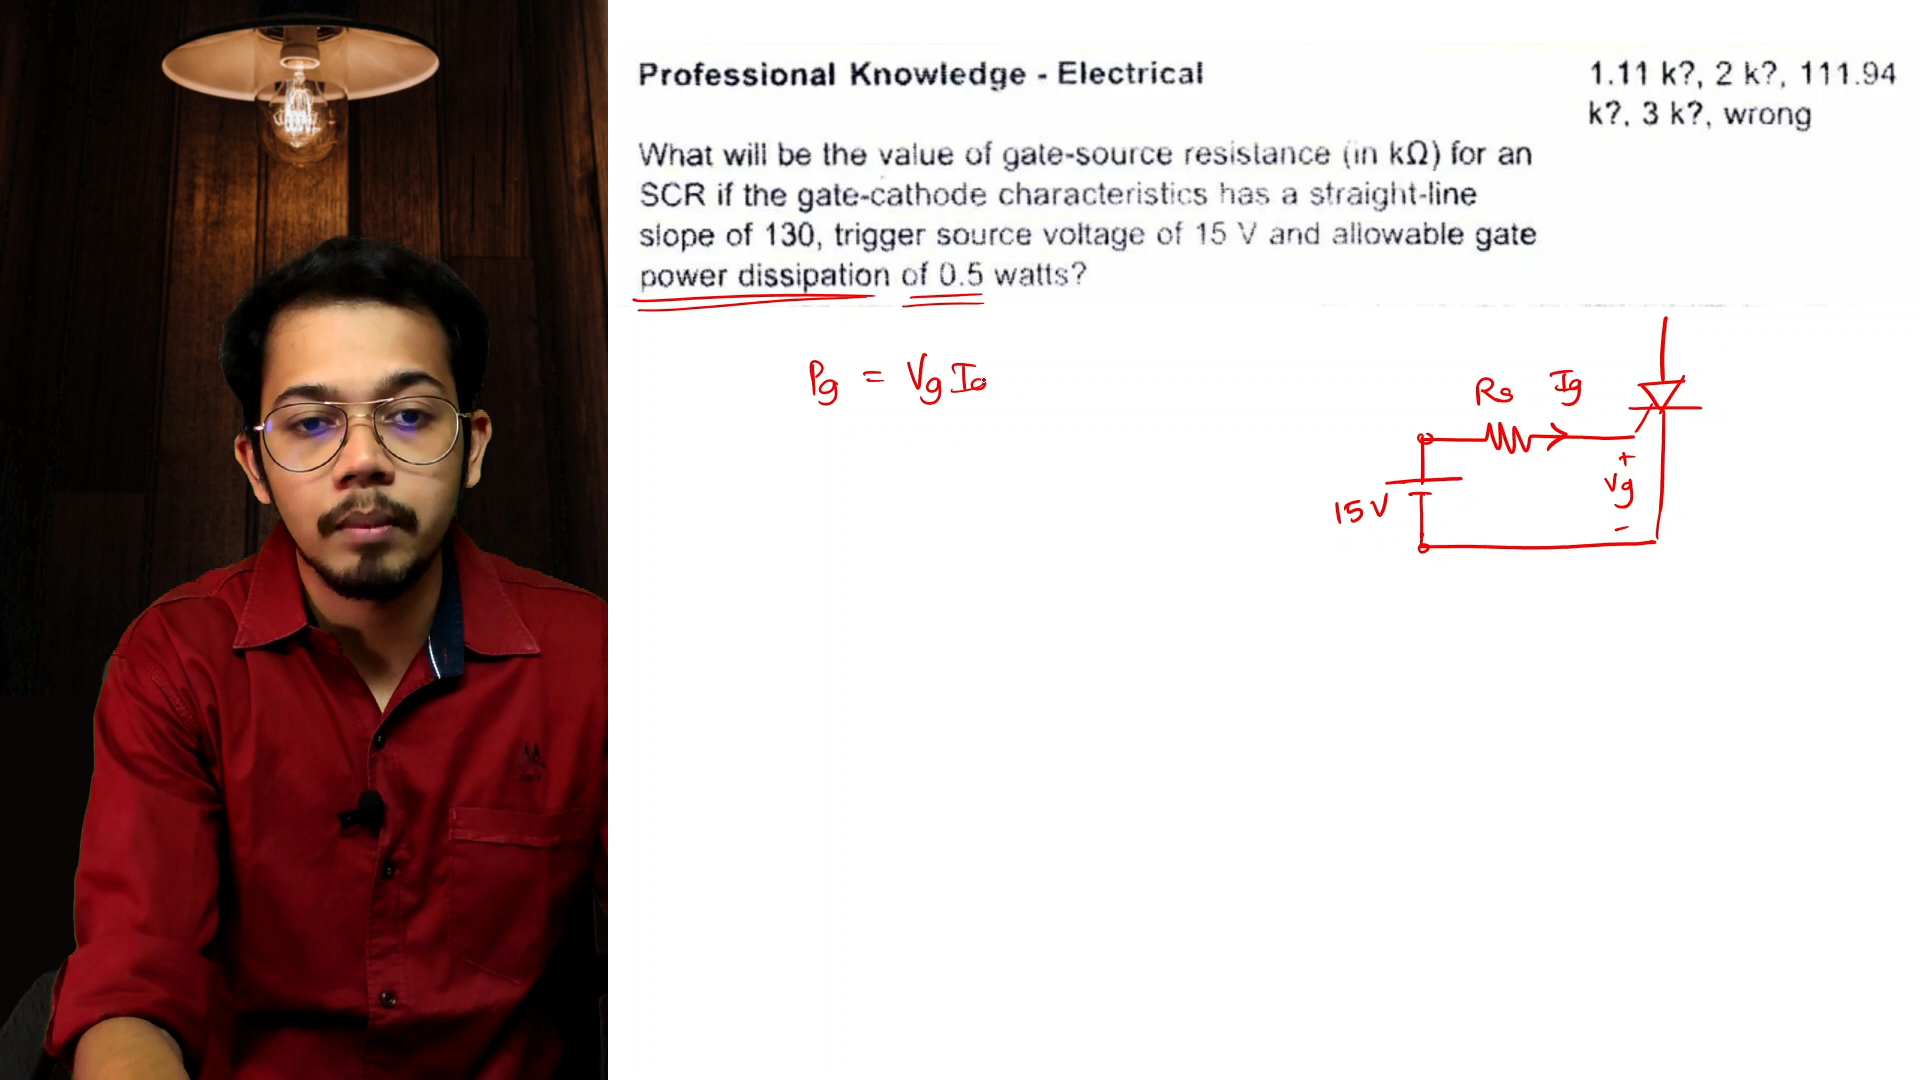 Professional Knowledge - Electrical
1.11 k?, 2 k?, 111.94
k?, 3 k?, wrong
What will be the value of gate-source resistance (in kΩ) for an
SCR if the gate-cathode characteristics has a straight-line
slope of 130, trigger source voltage of 15 V and allowable gate
power dissipation of 0.5 watts?
Pg = Vg I
Rs Ig
+
Vg
-
15 V